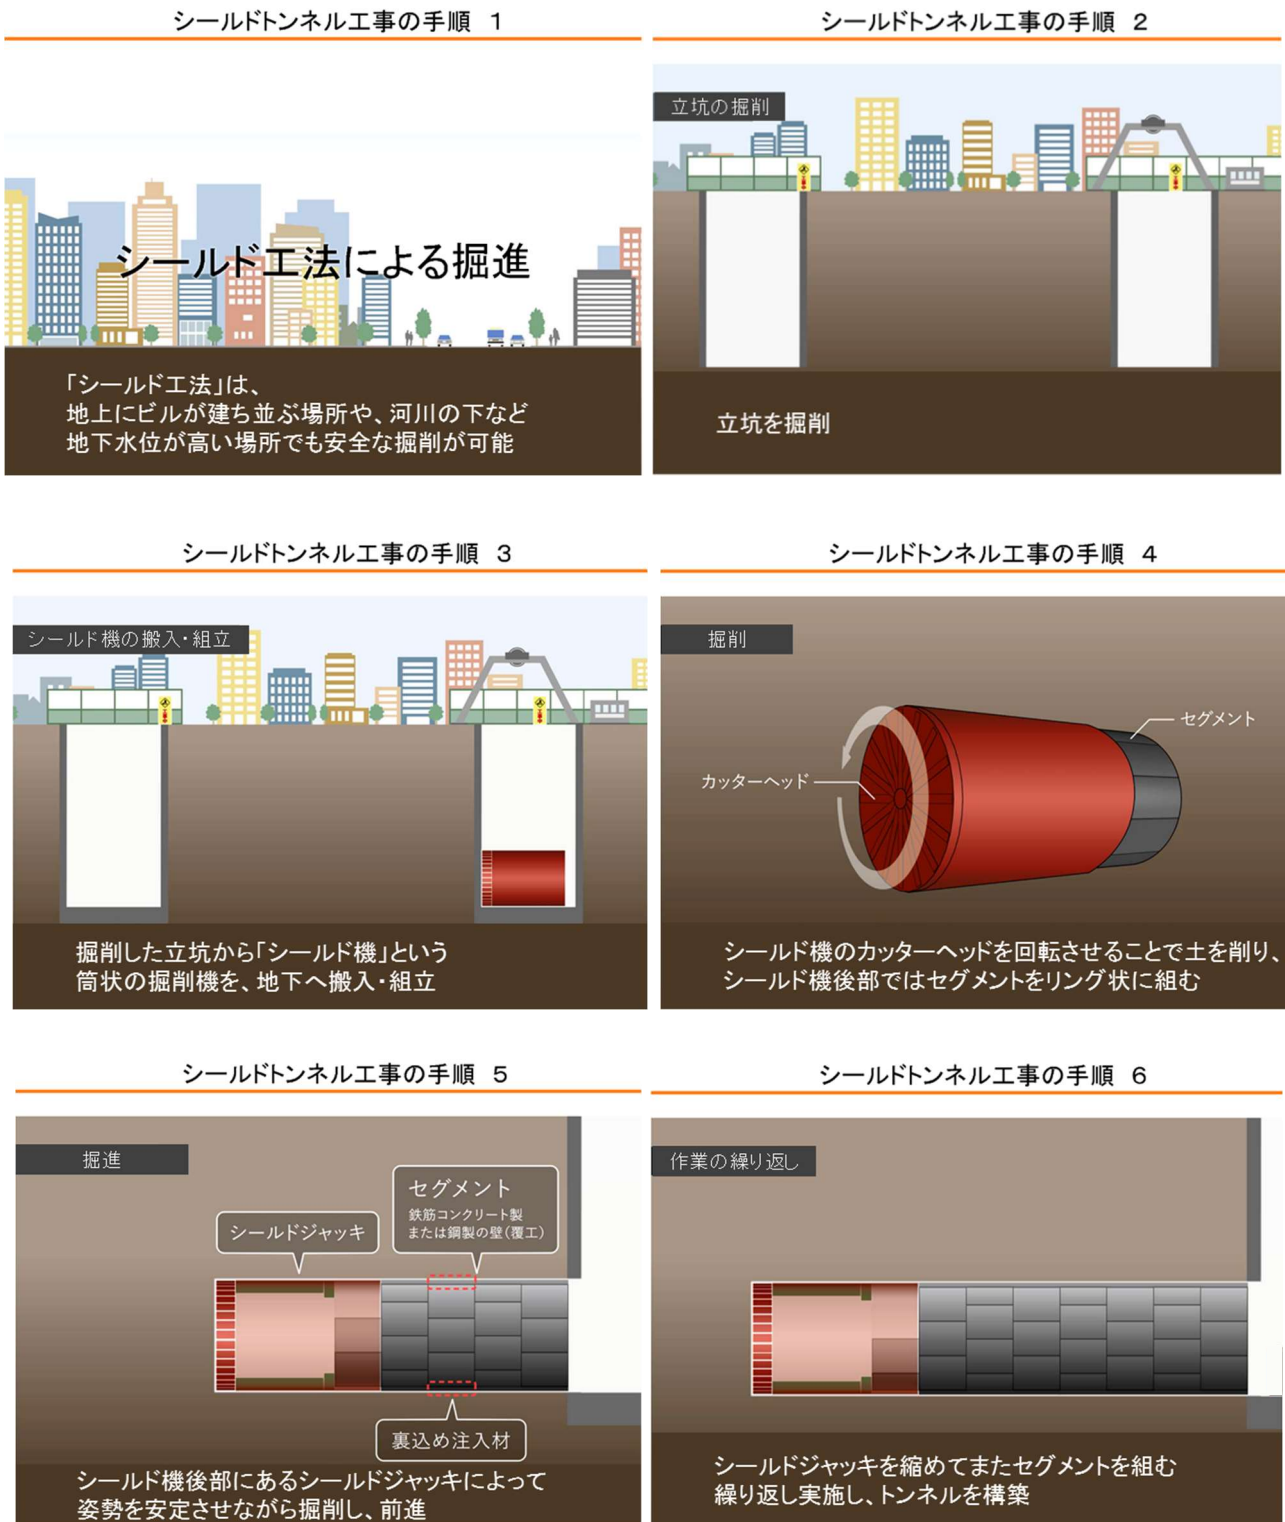 シールドトンネル工事の手順 1
シールド工法による掘進
「シールド工法」は、
地上にビルが建ち並ぶ場所や、河川の下など
地下水位が高い場所でも安全な掘削が可能
シールドトンネル工事の手順 2
立坑の掘削
立坑を掘削
シールドトンネル工事の手順 3
シールド機の搬入・組立
掘削した立坑から「シールド機」という
筒状の掘削機を、地下へ搬入・組立
シールドトンネル工事の手順 4
掘削
セグメント
カッターヘッド
シールド機のカッターヘッドを回転させることで土を削り、
シールド機後部ではセグメントをリング状に組む
シールドトンネル工事の手順 5
掘進
セグメント
鉄筋コンクリート製
または鋼製の壁(覆工)
シールドジャッキ
裏込め注入材
シールド機後部にあるシールドジャッキによって
姿勢を安定させながら掘削し、前進
シールドトンネル工事の手順 6
作業の繰り返し
シールドジャッキを縮めてまたセグメントを組む
繰り返し実施し、トンネルを構築